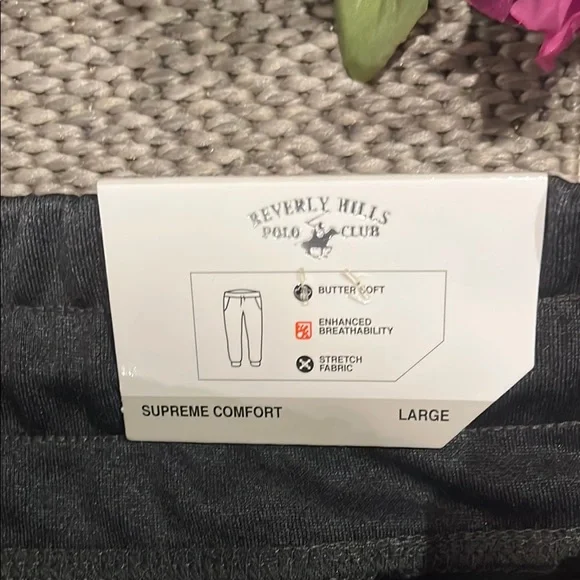 BEVERLY HILLS
POLO CLUB
BUTTER SOFT
ENHANCED
BREATHABILITY
STRETCH
FABRIC
SUPREME COMFORT LARGE